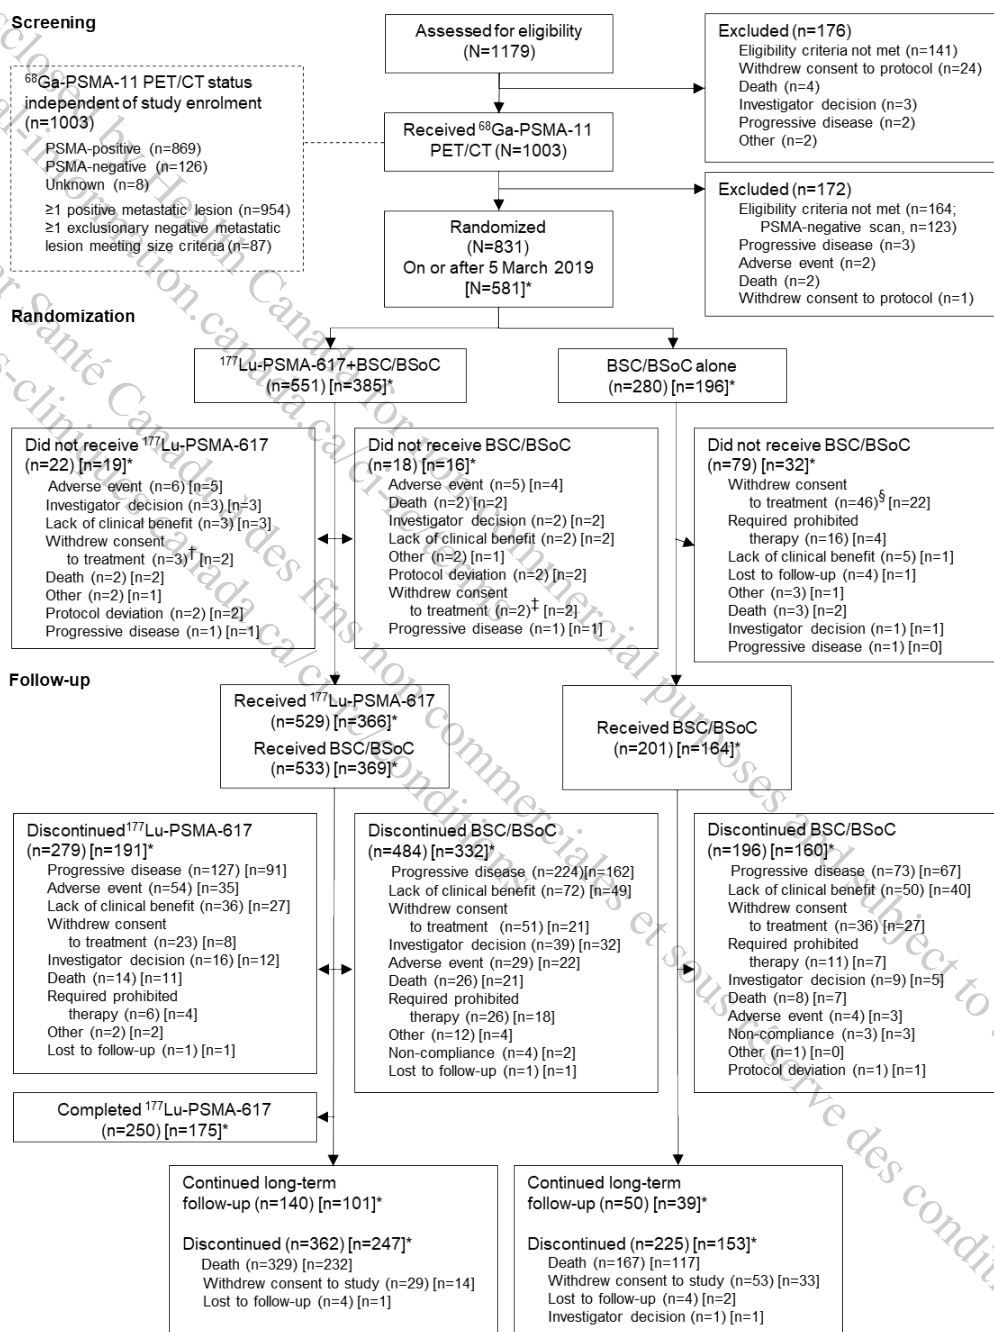 Screening
Assessed for eligibility
(N=1179)
Excluded (n=176)
Eligibility criteria not met (n=141)
Withdrew consent to protocol (n=24)
Death (n=4)
Investigator decision (n=3)
Progressive disease (n=2)
Other (n=2)
⁶⁸Ga-PSMA-11 PET/CT status
independent of study enrolment
(n=1003)
PSMA-positive (n=869)
PSMA-negative (n=126)
Unknown (n=8)
≥1 positive metastatic lesion (n=954)
≥1 exclusionary negative metastatic
lesion meeting size criteria (n=87)
Received ⁶⁸Ga-PSMA-11
PET/CT (N=1003)
Excluded (n=172)
Eligibility criteria not met (n=164;
PSMA-negative scan, n=123)
Progressive disease (n=3)
Adverse event (n=2)
Death (n=2)
Withdrew consent to protocol (n=1)
Randomized
(N=831)
On or after 5 March 2019
[N=581]*
Randomization
¹⁷⁷Lu-PSMA-617+BSC/BSoC
(n=551) [n=385]*
BSC/BSoC alone
(n=280) [n=196]*
Did not receive ¹⁷⁷Lu-PSMA-617
(n=22) [n=19]*
Adverse event (n=6) [n=5]
Investigator decision (n=3) [n=3]
Lack of clinical benefit (n=3) [n=3]
Withdrew consent
to treatment (n=3)† [n=2]
Death (n=2) [n=2]
Other (n=2) [n=1]
Protocol deviation (n=2) [n=2]
Progressive disease (n=1) [n=1]
Did not receive BSC/BSoC
(n=18) [n=16]*
Adverse event (n=5) [n=4]
Death (n=2) [n=2]
Investigator decision (n=2) [n=2]
Lack of clinical benefit (n=2) [n=2]
Other (n=2) [n=1]
Protocol deviation (n=2) [n=2]
Withdrew consent
to treatment (n=2)‡ [n=2]
Progressive disease (n=1) [n=1]
Did not receive BSC/BSoC
(n=79) [n=32]*
Withdrew consent
to treatment (n=46)§ [n=22]
Required prohibited
therapy (n=16) [n=4]
Lack of clinical benefit (n=5) [n=1]
Lost to follow-up (n=4) [n=1]
Other (n=3) [n=1]
Death (n=3) [n=2]
Investigator decision (n=1) [n=1]
Progressive disease (n=1) [n=0]
Follow-up
Received ¹⁷⁷Lu-PSMA-617
(n=529) [n=366]*
Received BSC/BSoC
(n=533) [n=369]*
Received BSC/BSoC
(n=201) [n=164]*
Discontinued ¹⁷⁷Lu-PSMA-617
(n=279) [n=191]*
Progressive disease (n=127) [n=91]
Adverse event (n=54) [n=35]
Lack of clinical benefit (n=36) [n=27]
Withdrew consent
to treatment (n=23) [n=8]
Investigator decision (n=16) [n=12]
Death (n=14) [n=11]
Required prohibited
therapy (n=6) [n=4]
Other (n=2) [n=2]
Lost to follow-up (n=1) [n=1]
Discontinued BSC/BSoC
(n=484) [n=332]*
Progressive disease (n=224)[n=162]
Lack of clinical benefit (n=72) [n=49]
Withdrew consent
to treatment (n=51) [n=21]
Investigator decision (n=39) [n=32]
Adverse event (n=29) [n=22]
Death (n=26) [n=21]
Required prohibited
therapy (n=26) [n=18]
Other (n=12) [n=4]
Non-compliance (n=4) [n=2]
Lost to follow-up (n=1) [n=1]
Discontinued BSC/BSoC
(n=196) [n=160]*
Progressive disease (n=73) [n=67]
Lack of clinical benefit (n=50) [n=40]
Withdrew consent
to treatment (n=36) [n=27]
Required prohibited
therapy (n=11) [n=7]
Investigator decision (n=9) [n=5]
Death (n=8) [n=7]
Adverse event (n=4) [n=3]
Non-compliance (n=3) [n=3]
Other (n=1) [n=0]
Protocol deviation (n=1) [n=1]
Completed ¹⁷⁷Lu-PSMA-617
(n=250) [n=175]*
Continued long-term
follow-up (n=140) [n=101]*
Discontinued (n=362) [n=247]*
Death (n=329) [n=232]
Withdrew consent to study (n=29) [n=14]
Lost to follow-up (n=4) [n=1]
Continued long-term
follow-up (n=50) [n=39]*
Discontinued (n=225) [n=153]*
Death (n=167) [n=117]
Withdrew consent to study (n=53) [n=33]
Lost to follow-up (n=4) [n=2]
Investigator decision (n=1) [n=1]